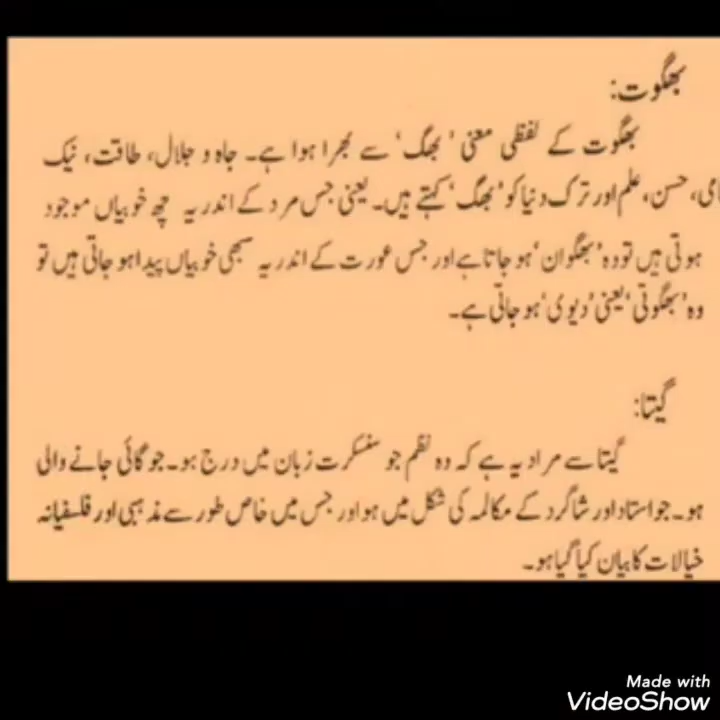 بھگوت:
بھگوت کے لفظی معنی 'بھگ' سے بھرا ہوا ہے۔ جاہ و جلال، طاقت، نیک
امی، حسن، علم اور ترک دنیا کو 'بھگ' کہتے ہیں۔ یعنی جس مرد کے اندر یہ چھ خوبیاں موجود
ہوتی ہیں تو وہ 'بھگوان' ہو جاتا ہے اور جس عورت کے اندر یہ سبھی خوبیاں پیدا ہو جاتی ہیں تو
وہ 'بھگوتی' یعنی 'دیوی' ہو جاتی ہے۔
گیتا:
گیتا سے مراد یہ ہے کہ وہ نظم جو سنسکرت زبان میں درج ہو۔ جو گائی جانے والی
ہو۔ جو استاد اور شاگرد کے مکالمہ کی شکل میں ہو اور جس میں خاص طور سے مذہبی اور فلسفیانہ
خیالات کا بیان کیا گیا ہو۔
Made with
VideoShow